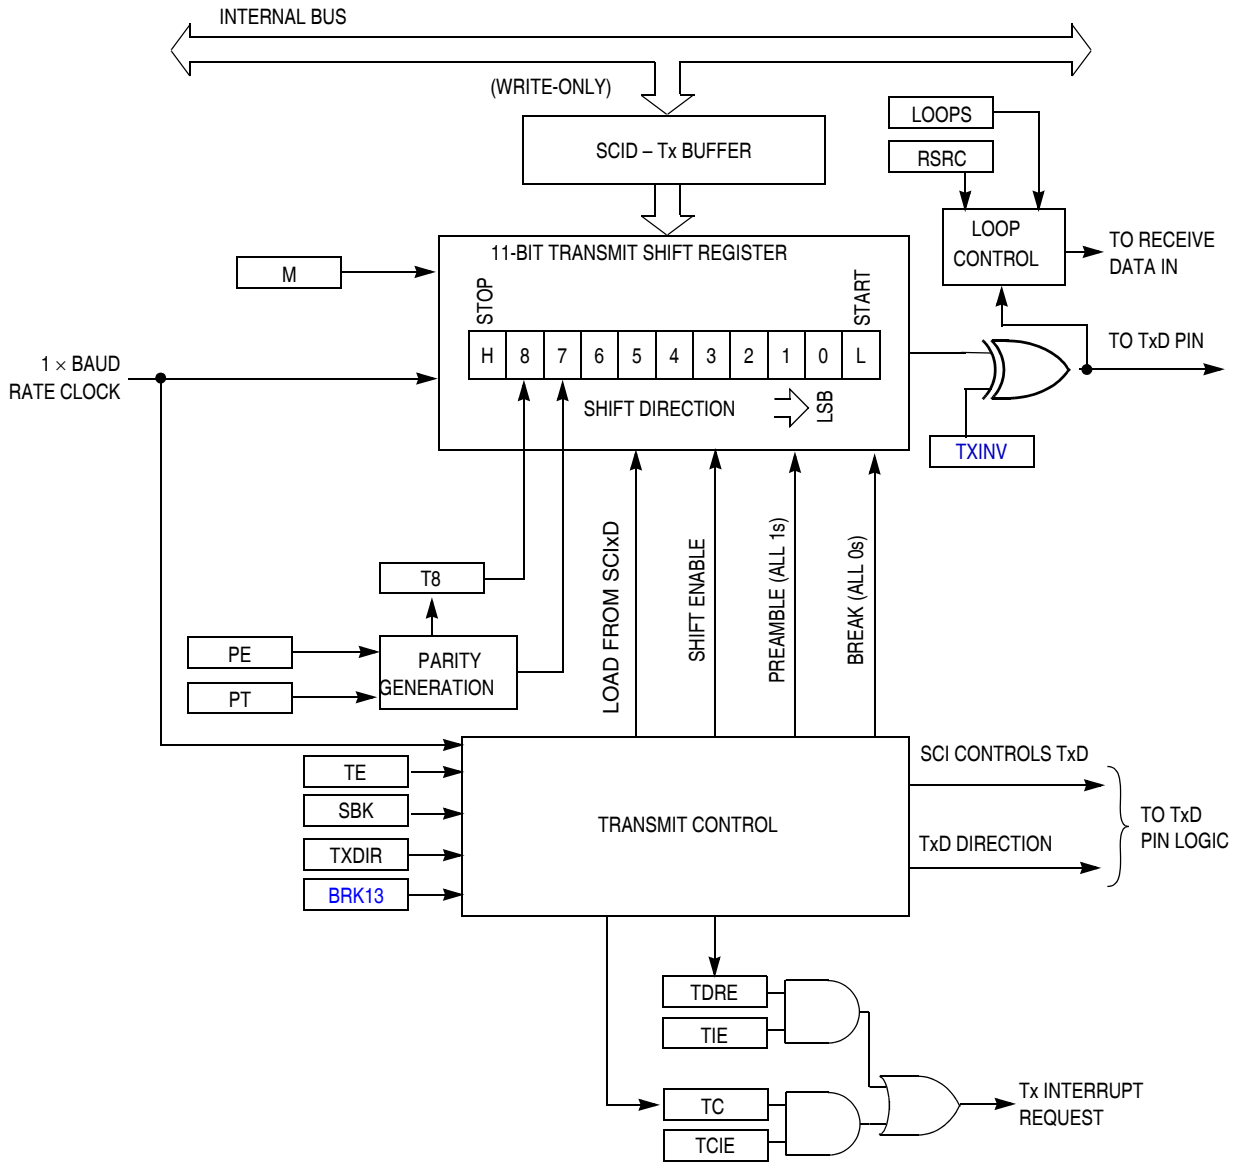 INTERNAL BUS
(WRITE-ONLY)
SCID – Tx BUFFER
LOOPS
RSRC
LOOP
CONTROL
TO RECEIVE
DATA IN
11-BIT TRANSMIT SHIFT REGISTER
M
STOP
START
H 8 7 6 5 4 3 2 1 0 L
1 × BAUD
RATE CLOCK
SHIFT DIRECTION
LSB
TO TxD PIN
TXINV
LOAD FROM SCIxD
SHIFT ENABLE
PREAMBLE (ALL 1s)
BREAK (ALL 0s)
T8
PE
PT
PARITY
GENERATION
TE
SBK
TXDIR
BRK13
TRANSMIT CONTROL
SCI CONTROLS TxD
TxD DIRECTION
TO TxD
PIN LOGIC
TDRE
TIE
TC
TCIE
Tx INTERRUPT
REQUEST